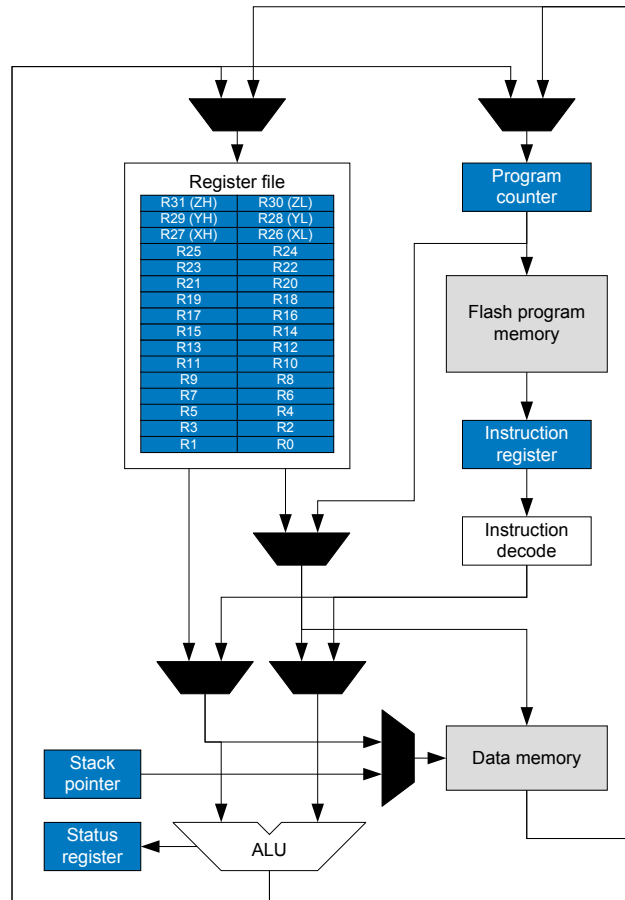 Register file
R31 (ZH) R30 (ZL)
R29 (YH) R28 (YL)
R27 (XH) R26 (XL)
R25 R24
R23 R22
R21 R20
R19 R18
R17 R16
R15 R14
R13 R12
R11 R10
R9 R8
R7 R6
R5 R4
R3 R2
R1 R0
Program
counter
Flash program
memory
Instruction
register
Instruction
decode
Stack
pointer
Data memory
Status
register
ALU